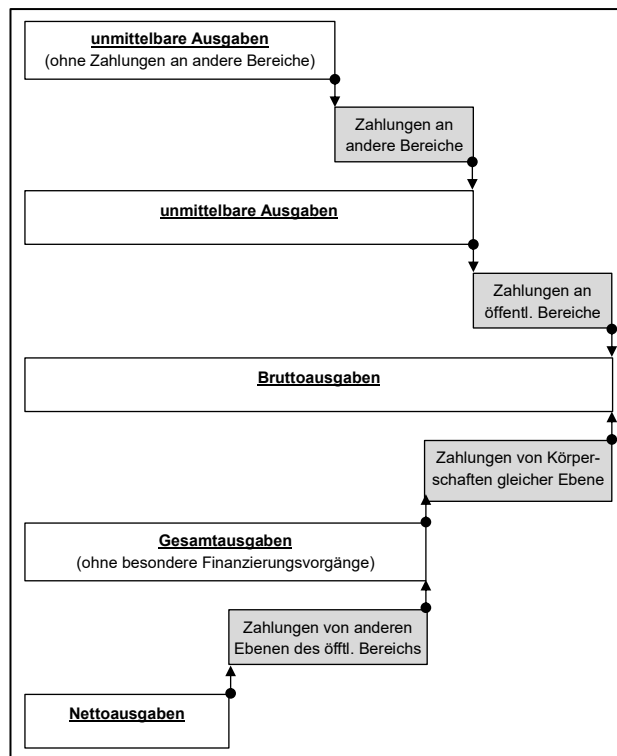 unmittelbare Ausgaben
(ohne Zahlungen an andere Bereiche)
Zahlungen an
andere Bereiche
unmittelbare Ausgaben
Zahlungen an
öffentl. Bereiche
Bruttoausgaben
Zahlungen von Körper-
schaften gleicher Ebene
Gesamtausgaben
(ohne besondere Finanzierungsvorgänge)
Zahlungen von anderen
Ebenen des öfftl. Bereichs
Nettoausgaben